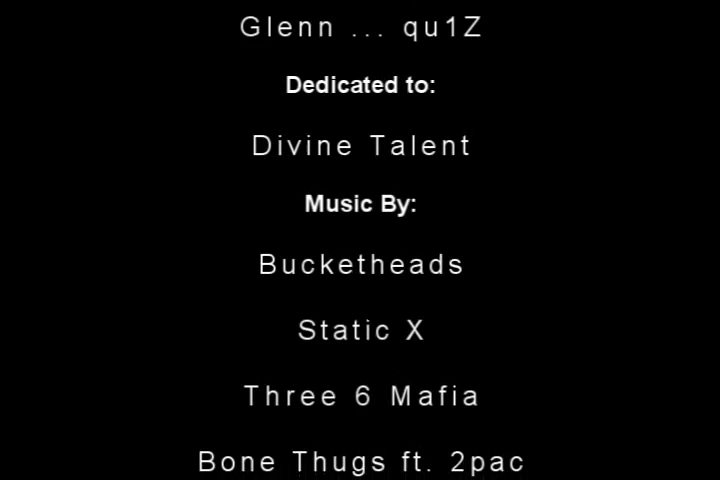 Glenn ... qu1Z
Dedicated to:
Divine Talent
Music By:
Bucketheads
Static X
Three 6 Mafia
Bone Thugs ft. 2pac